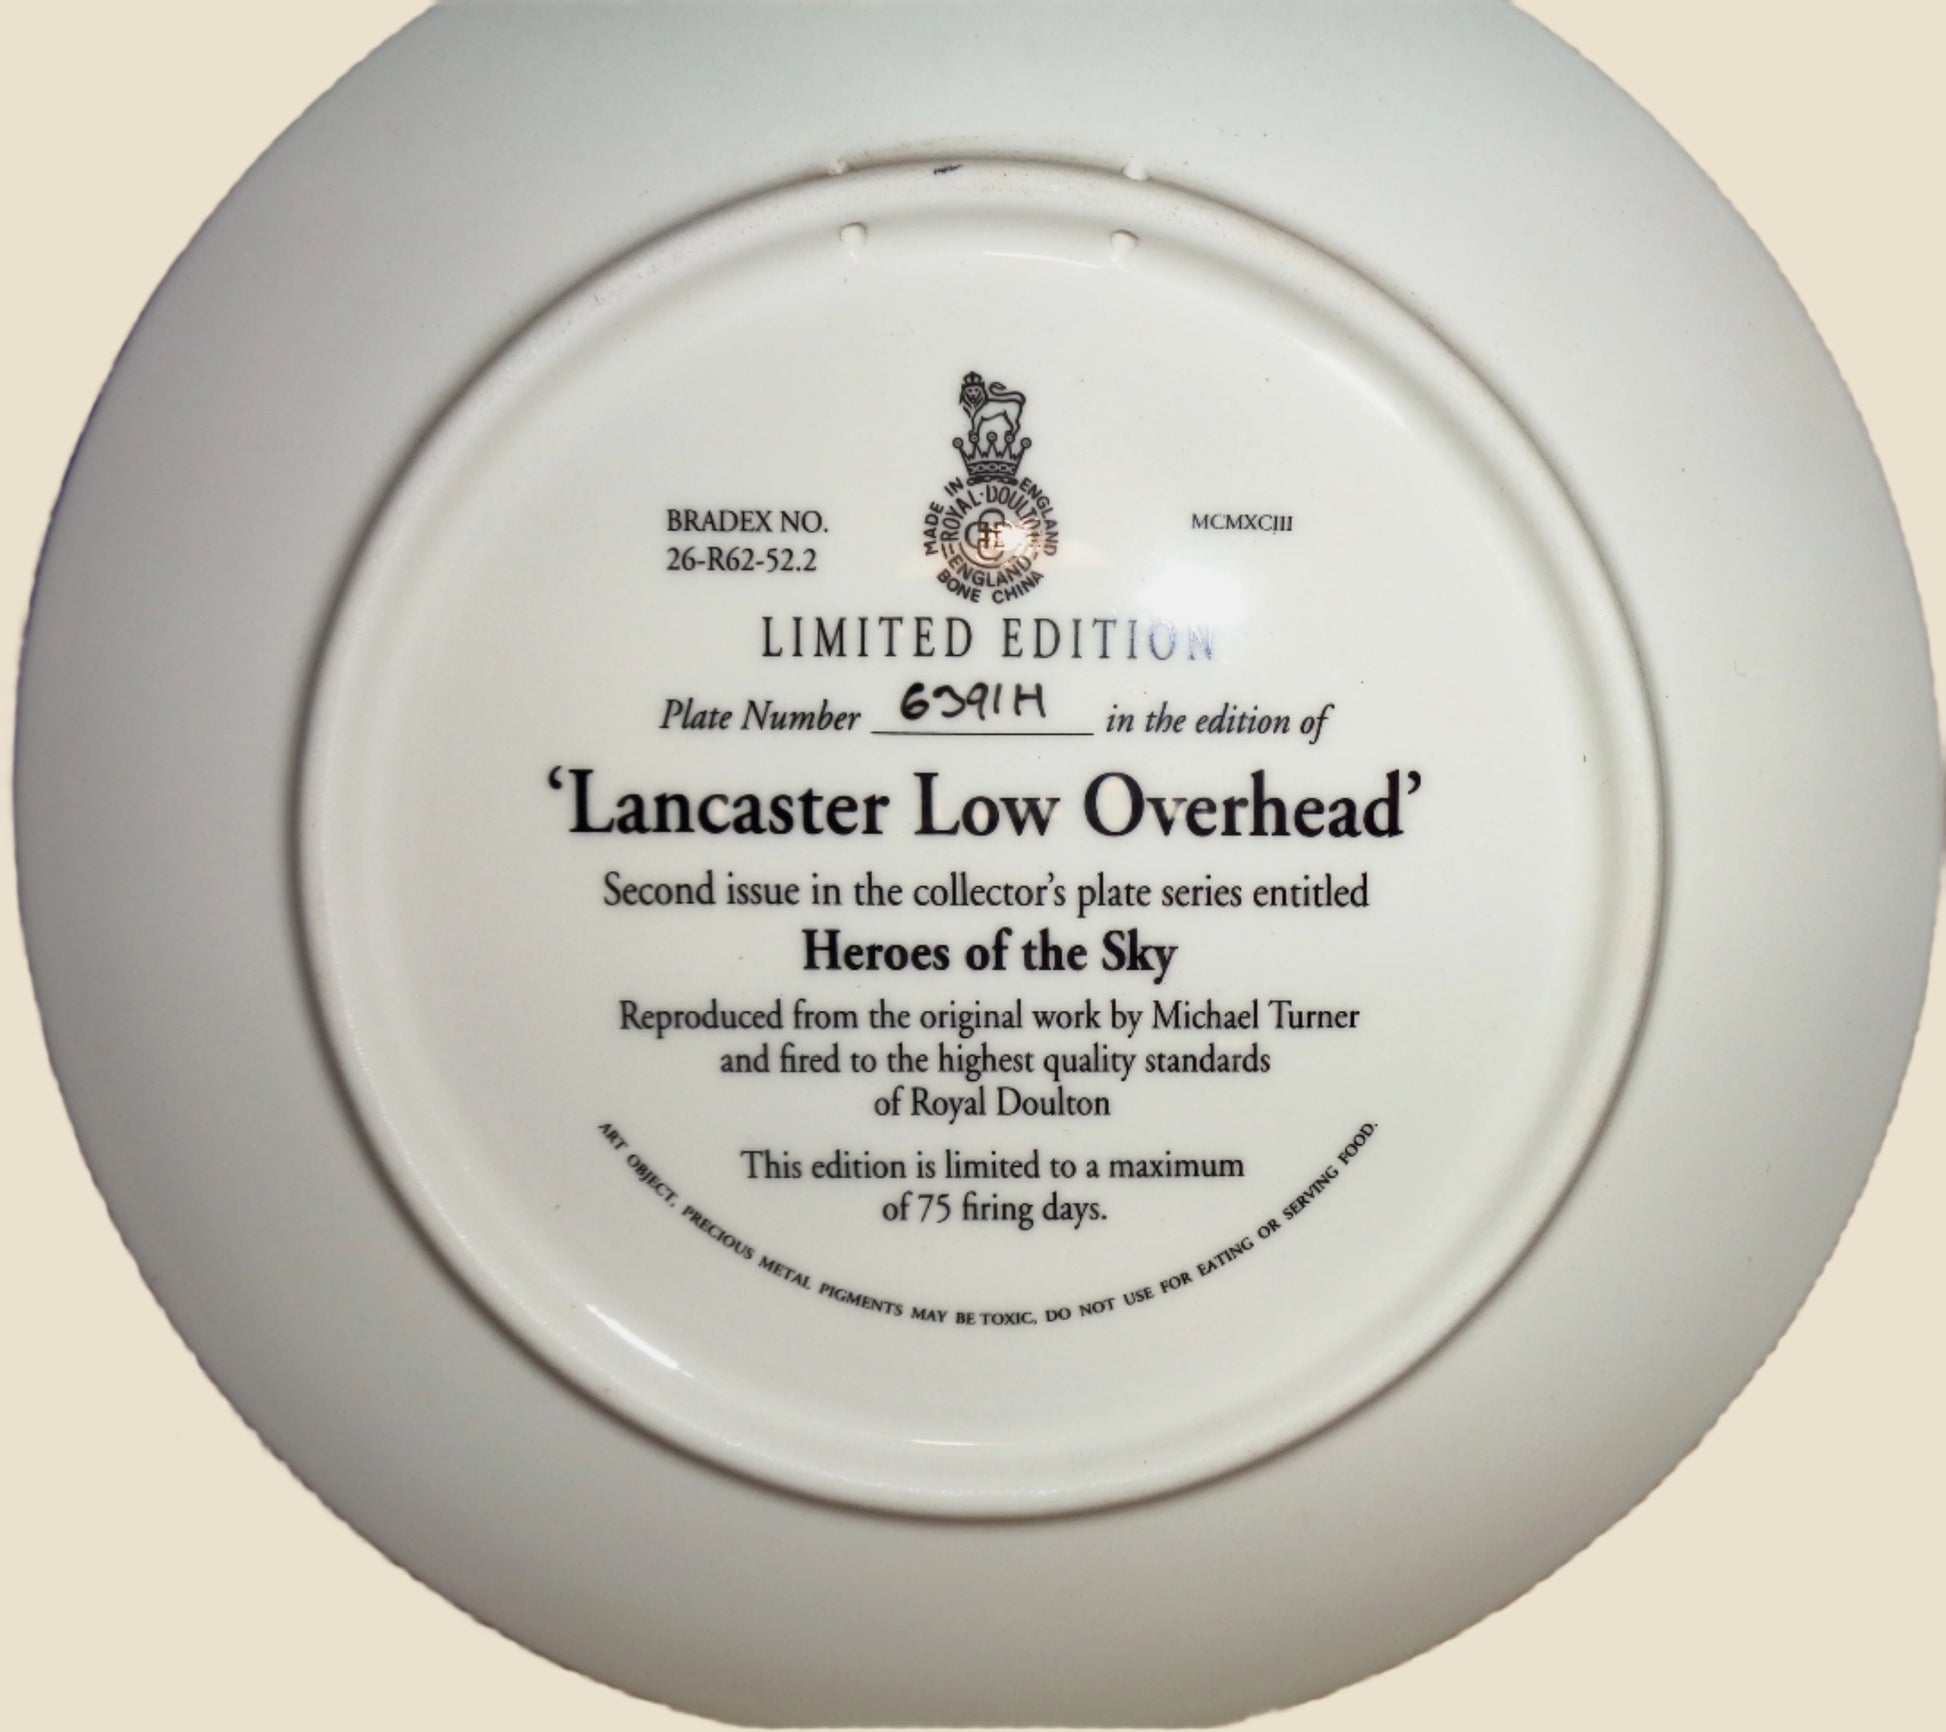 BRADEX NO.
26-R62-52.2
MADE IN ENGLAND
ROYAL·DOULTON
ENGLAND
BONE CHINA
MCMXCIII
LIMITED EDITION
Plate Number 6391H in the edition of
‘Lancaster Low Overhead’
Second issue in the collector’s plate series entitled
Heroes of the Sky
Reproduced from the original work by Michael Turner
and fired to the highest quality standards
of Royal Doulton
This edition is limited to a maximum
of 75 firing days.
ART OBJECT, PRECIOUS METAL PIGMENTS MAY BE TOXIC, DO NOT USE FOR EATING OR SERVING FOOD.